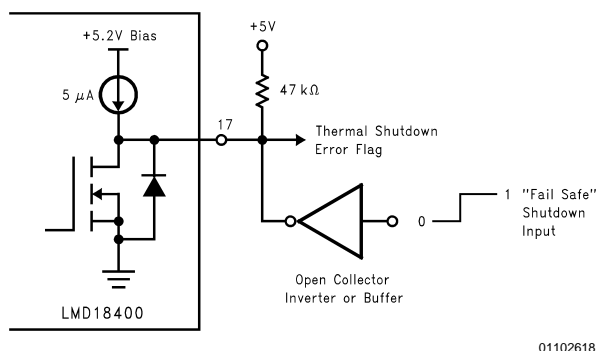 +5.2V Bias
5 μA
+5V
47 kΩ
17
Thermal Shutdown
Error Flag
0
1 "Fail Safe"
Shutdown
Input
Open Collector
Inverter or Buffer
LMD18400
01102618